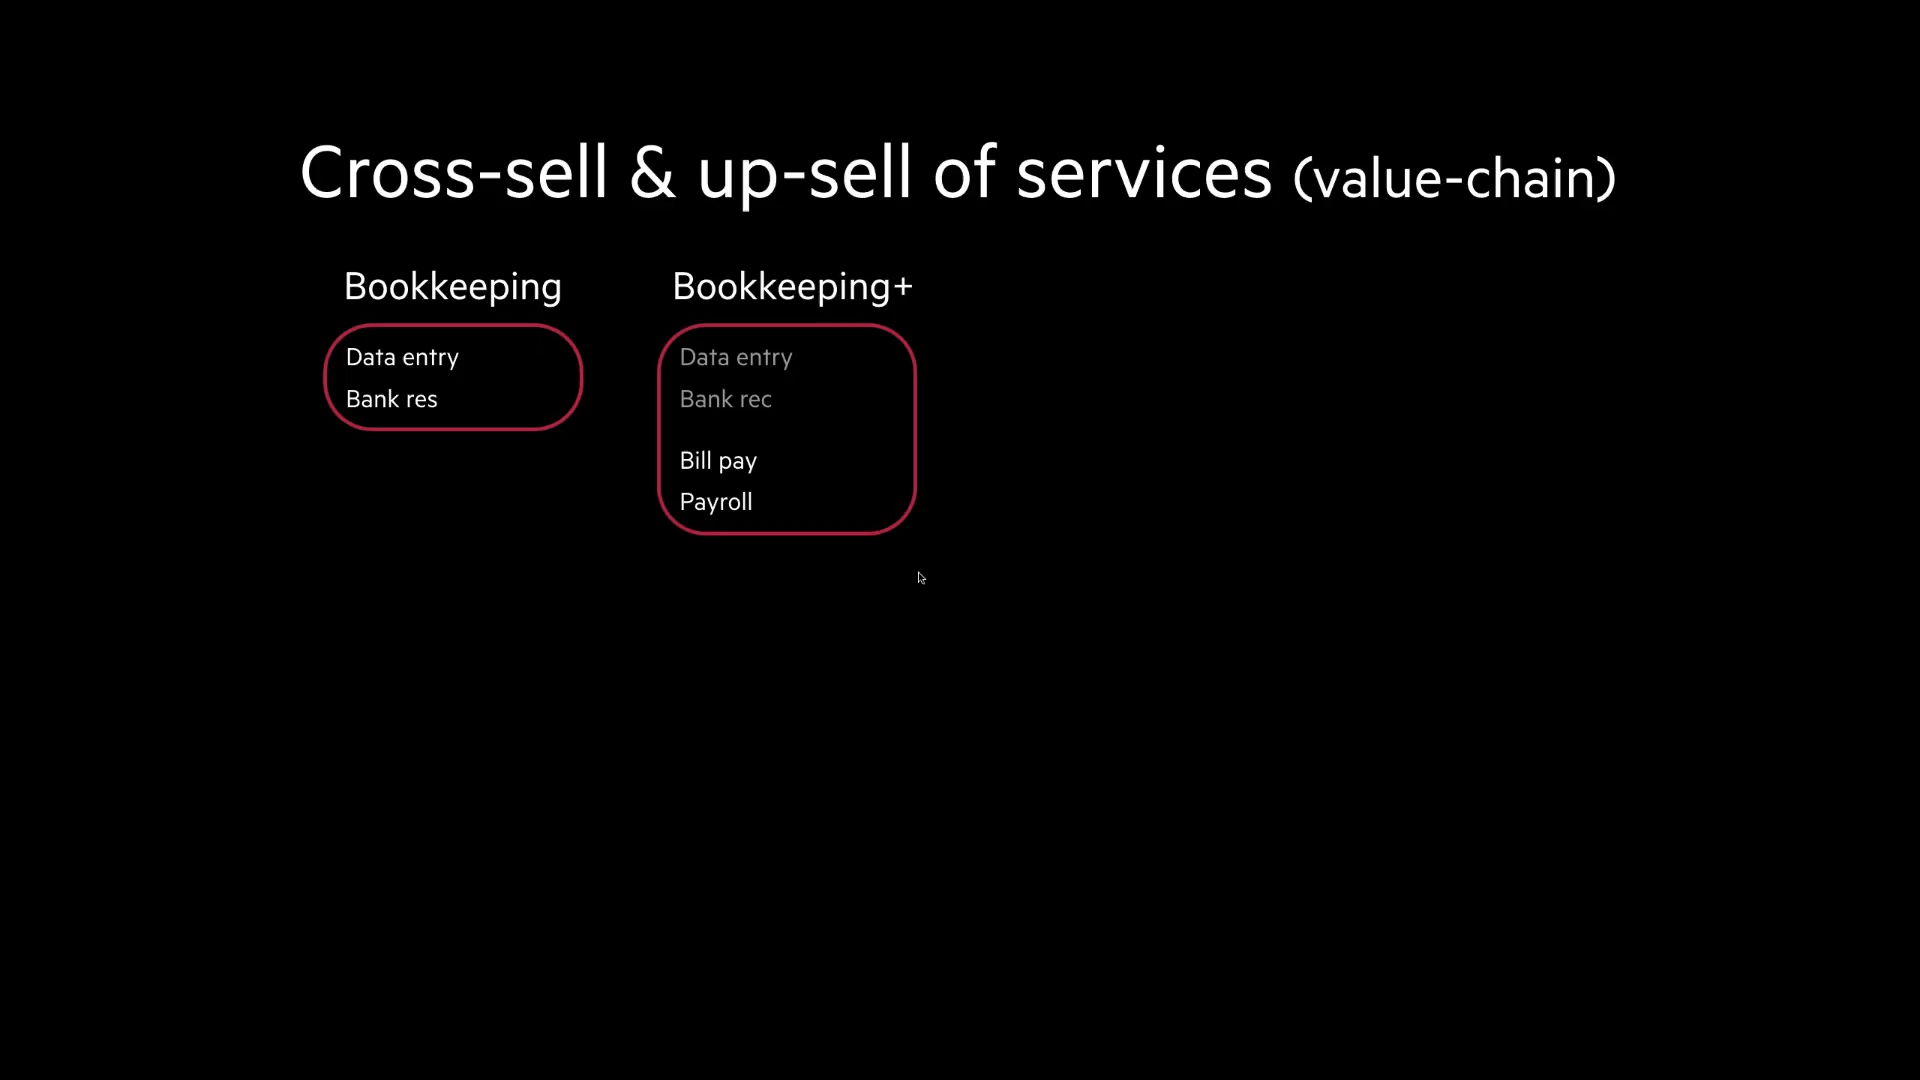 Cross-sell & up-sell of services (value-chain)
Bookkeeping
Data entry
Bank res
Bookkeeping+
Data entry
Bank rec
Bill pay
Payroll